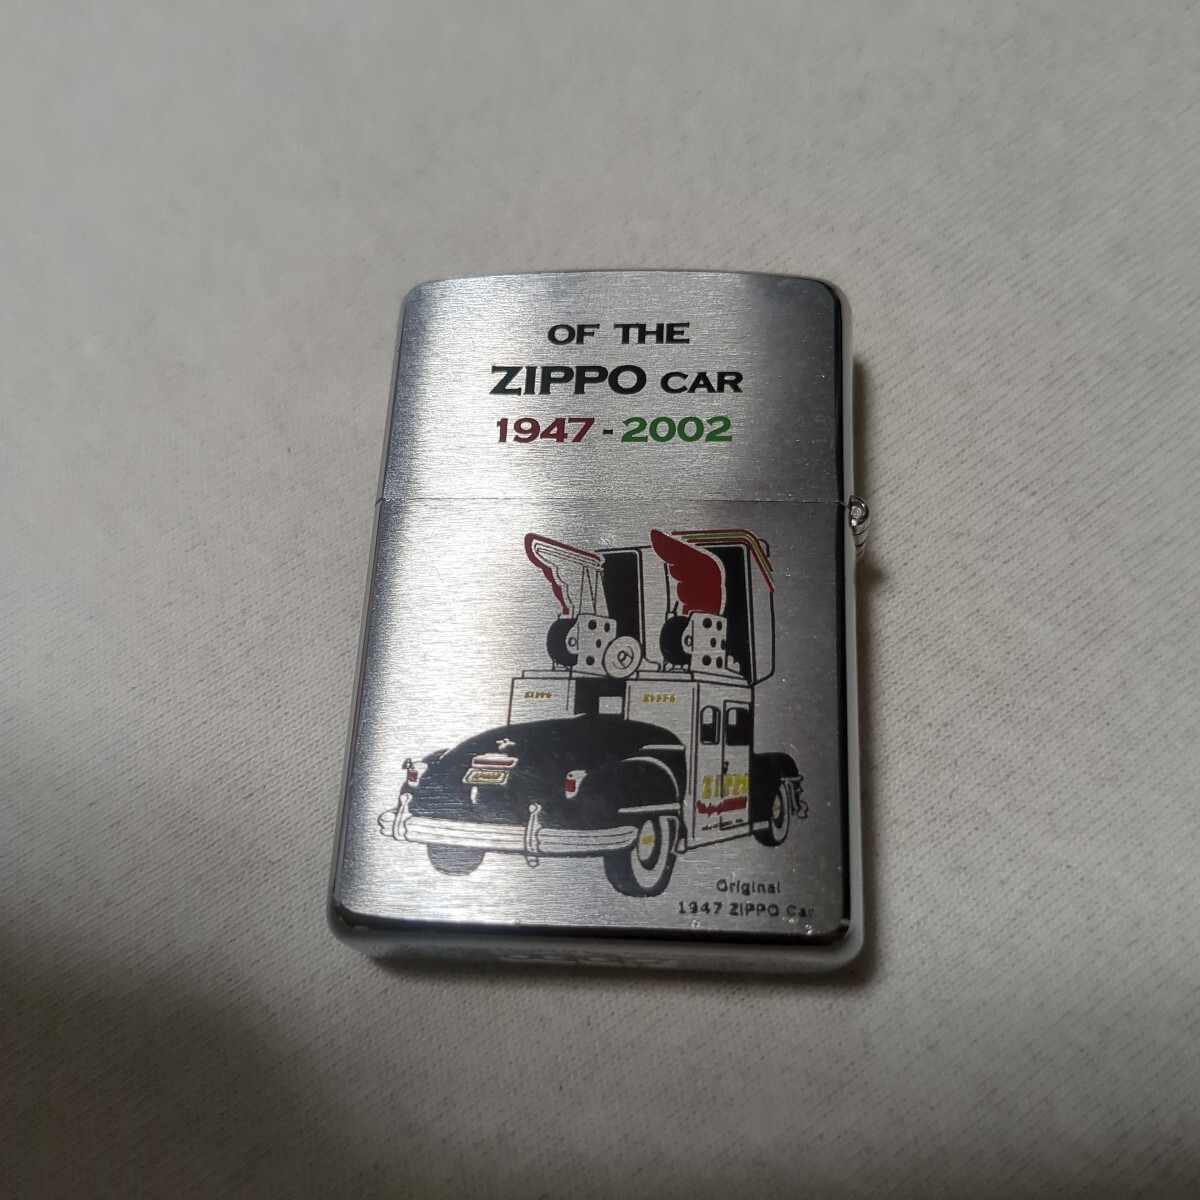 OF THE
ZIPPO CAR
1947-2002
ZIPPO
ZIPPO
ZIPPO
Original
1947 ZIPPO Car